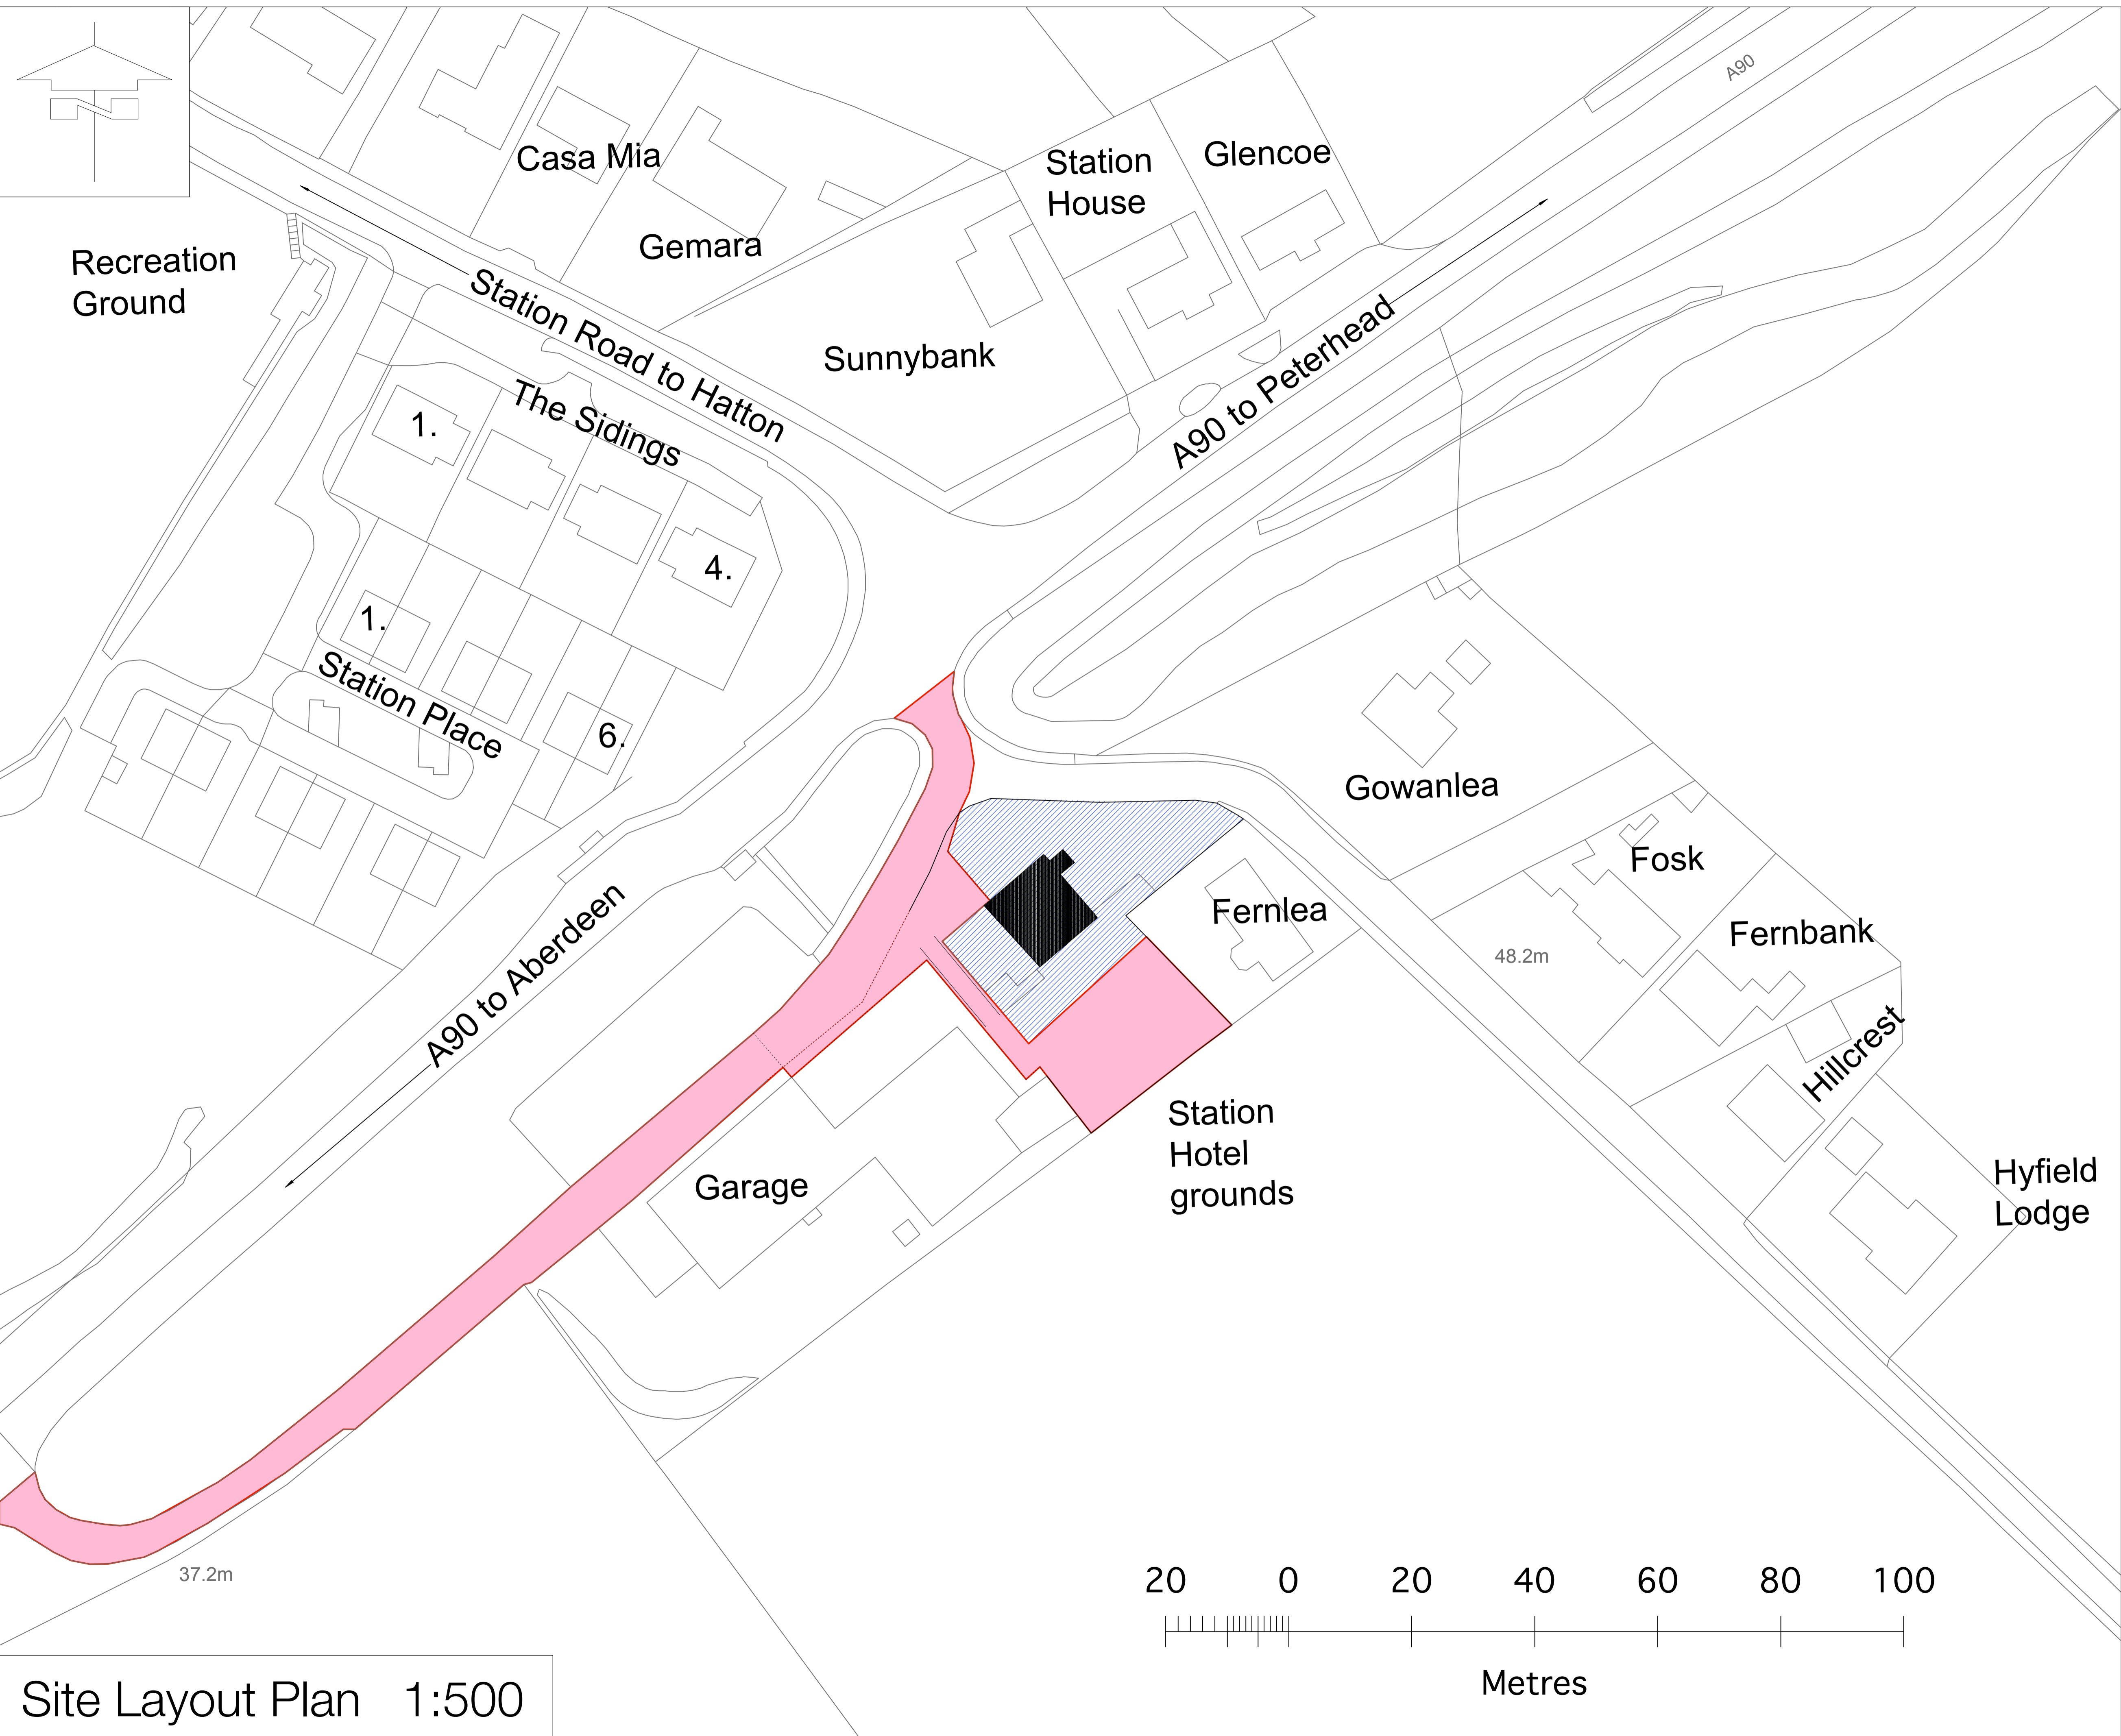 A90
Casa Mia
Station
House
Glencoe
Gemara
Recreation
Ground
Station Road to Hatton
Sunnybank
A90 to Peterhead
The Sidings
1.
4.
1.
Station Place
6.
Gowanlea
Fosk
Fernlea
Fernbank
48.2m
A90 to Aberdeen
Hillcrest
Station
Hotel
grounds
Garage
Hyfield
Lodge
37.2m
20 0 20 40 60 80 100
Metres
Site Layout Plan 1:500